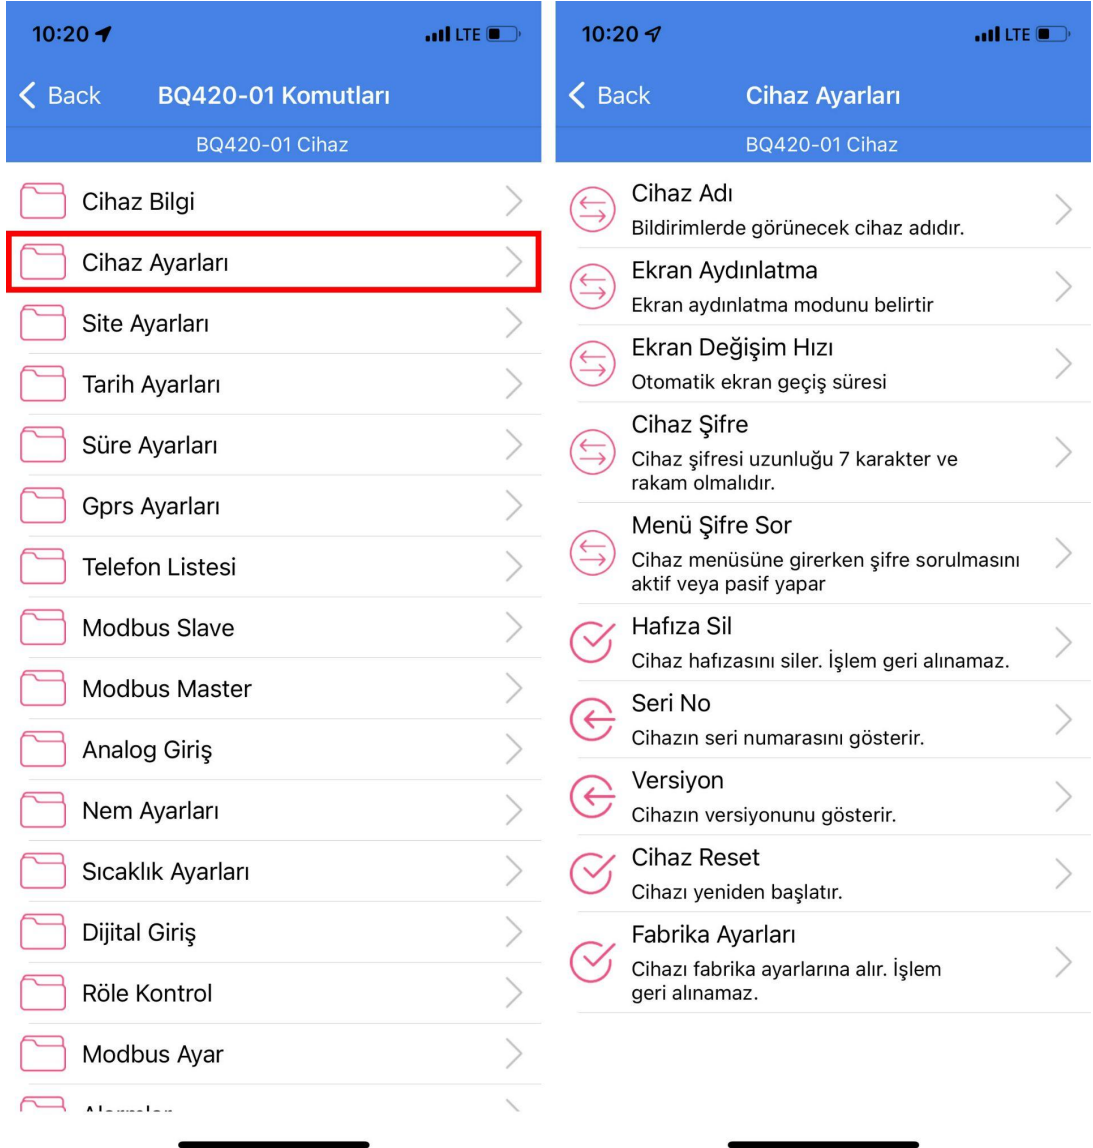 10:20
LTE
Back
BQ420-01 Komutları
BQ420-01 Cihaz
Cihaz Bilgi
Cihaz Ayarları
Site Ayarları
Tarih Ayarları
Süre Ayarları
Gprs Ayarları
Telefon Listesi
Modbus Slave
Modbus Master
Analog Giriş
Nem Ayarları
Sıcaklık Ayarları
Dijital Giriş
Röle Kontrol
Modbus Ayar
10:20
LTE
Back
Cihaz Ayarları
BQ420-01 Cihaz
Cihaz Adı
Bildirimlerde görünecek cihaz adıdır.
Ekran Aydınlatma
Ekran aydınlatma modunu belirtir
Ekran Değişim Hızı
Otomatik ekran geçiş süresi
Cihaz Şifre
Cihaz şifresi uzunluğu 7 karakter ve
rakam olmalıdır.
Menü Şifre Sor
Cihaz menüsüne girerken şifre sorulmasını
aktif veya pasif yapar
Hafıza Sil
Cihaz hafızasını siler. İşlem geri alınamaz.
Seri No
Cihazın seri numarasını gösterir.
Versiyon
Cihazın versiyonunu gösterir.
Cihaz Reset
Cihazı yeniden başlatır.
Fabrika Ayarları
Cihazı fabrika ayarlarına alır. İşlem
geri alınamaz.